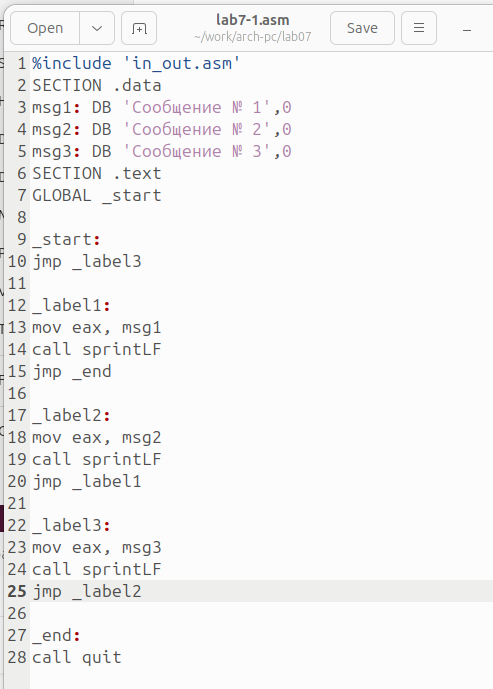 Open
lab7-1.asm
~/work/arch-pc/lab07
Save
1 %include 'in_out.asm'
2 SECTION .data
3 msg1: DB 'Сообщение № 1',0
4 msg2: DB 'Сообщение № 2',0
5 msg3: DB 'Сообщение № 3',0
6 SECTION .text
7 GLOBAL _start
8
9 _start:
10 jmp _label3
11
12 _label1:
13 mov eax, msg1
14 call sprintLF
15 jmp _end
16
17 _label2:
18 mov eax, msg2
19 call sprintLF
20 jmp _label1
21
22 _label3:
23 mov eax, msg3
24 call sprintLF
25 jmp _label2
26
27 _end:
28 call quit